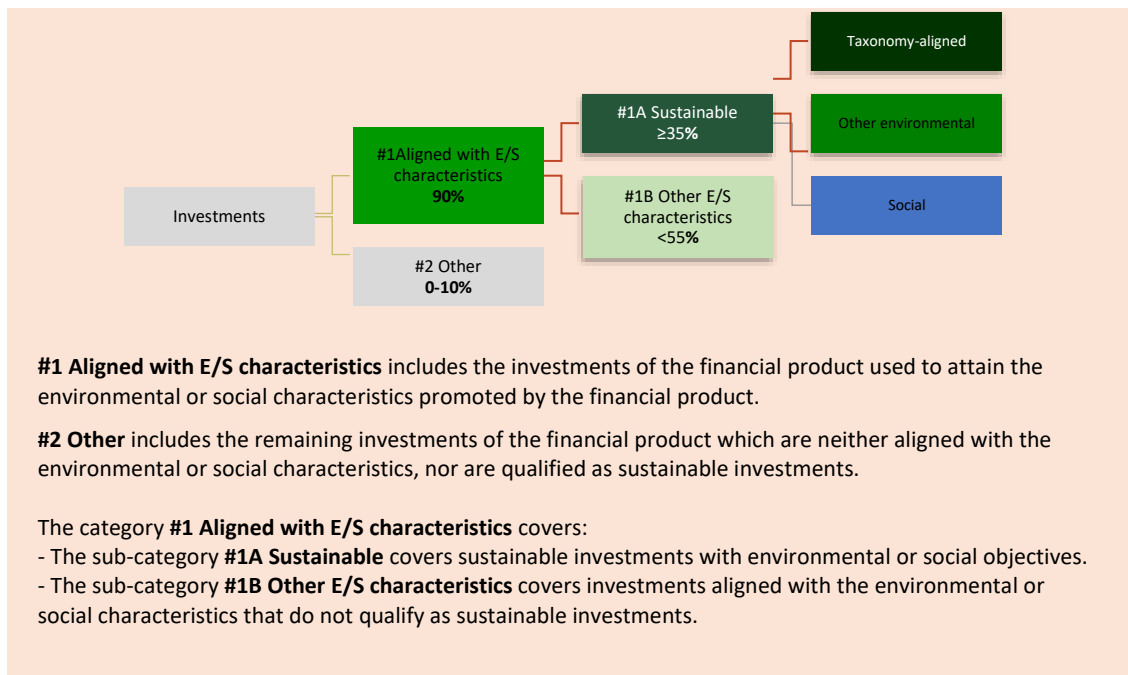 Investments
#1Aligned with E/S
characteristics
90%
#2 Other
0-10%
#1A Sustainable
≥35%
#1B Other E/S
characteristics
<55%
Taxonomy-aligned
Other environmental
Social
#1 Aligned with E/S characteristics includes the investments of the financial product used to attain the
environmental or social characteristics promoted by the financial product.
#2 Other includes the remaining investments of the financial product which are neither aligned with the
environmental or social characteristics, nor are qualified as sustainable investments.
The category #1 Aligned with E/S characteristics covers:
- The sub-category #1A Sustainable covers sustainable investments with environmental or social objectives.
- The sub-category #1B Other E/S characteristics covers investments aligned with the environmental or
social characteristics that do not qualify as sustainable investments.